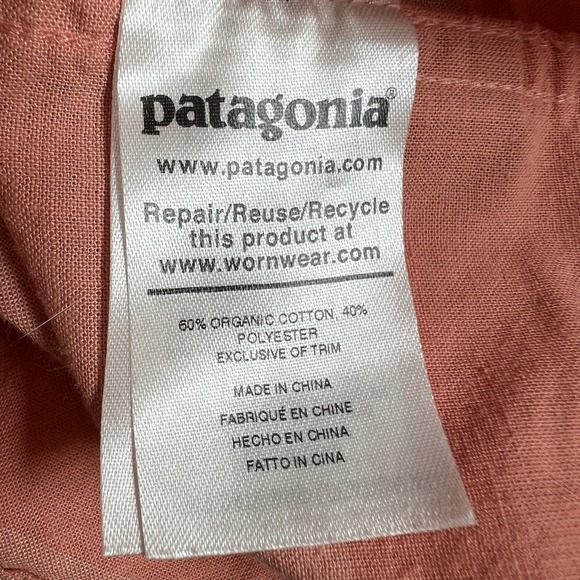 patagonia®
www.patagonia.com
Repair/Reuse/Recycle
this product at
www.wornwear.com
60% ORGANIC COTTON, 40%
POLYESTER
EXCLUSIVE OF TRIM
MADE IN CHINA
FABRIQUÉ EN CHINE
HECHO EN CHINA
FATTO IN CINA